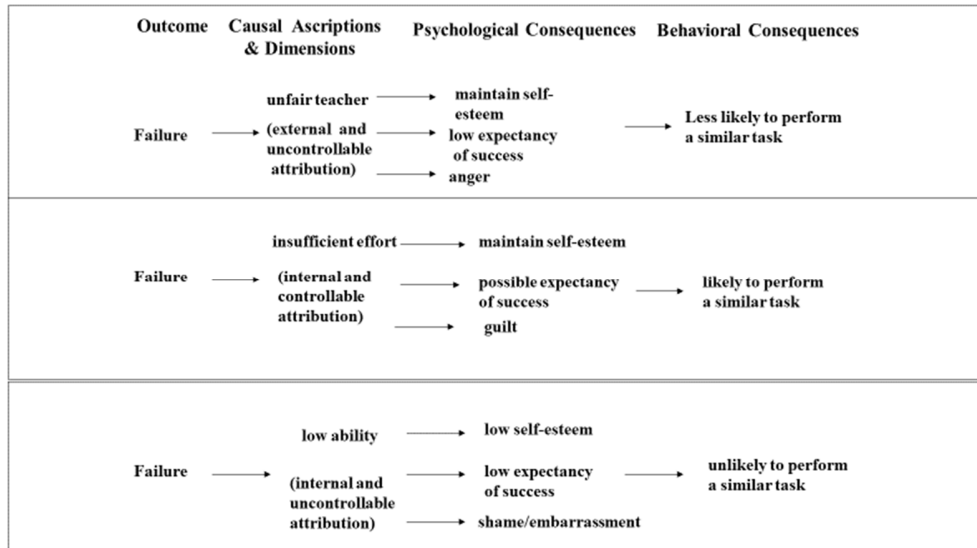 Outcome
Causal Ascriptions
& Dimensions
Psychological Consequences
Behavioral Consequences
Failure
unfair teacher
(external and
uncontrollable
attribution)
maintain self-
esteem
low expectancy
of success
anger
Less likely to perform
a similar task
Failure
insufficient effort
(internal and
controllable
attribution)
maintain self-esteem
possible expectancy
of success
guilt
likely to perform
a similar task
Failure
low ability
(internal and
uncontrollable
attribution)
low self-esteem
low expectancy
of success
shame/embarrassment
unlikely to perform
a similar task